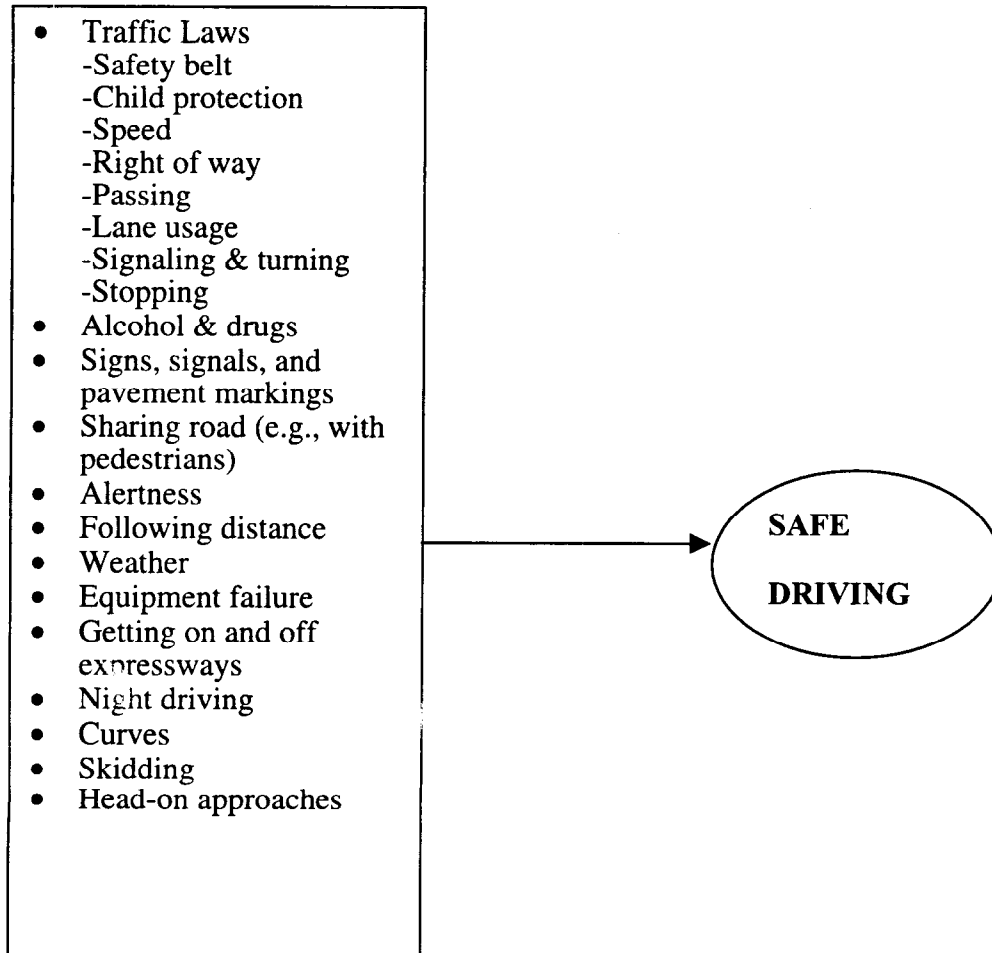 • Traffic Laws
-Safety belt
-Child protection
-Speed
-Right of way
-Passing
-Lane usage
-Signaling & turning
-Stopping
• Alcohol & drugs
• Signs, signals, and
pavement markings
• Sharing road (e.g., with
pedestrians)
• Alertness
• Following distance
• Weather
• Equipment failure
• Getting on and off
expressways
• Night driving
• Curves
• Skidding
• Head-on approaches
SAFE
DRIVING